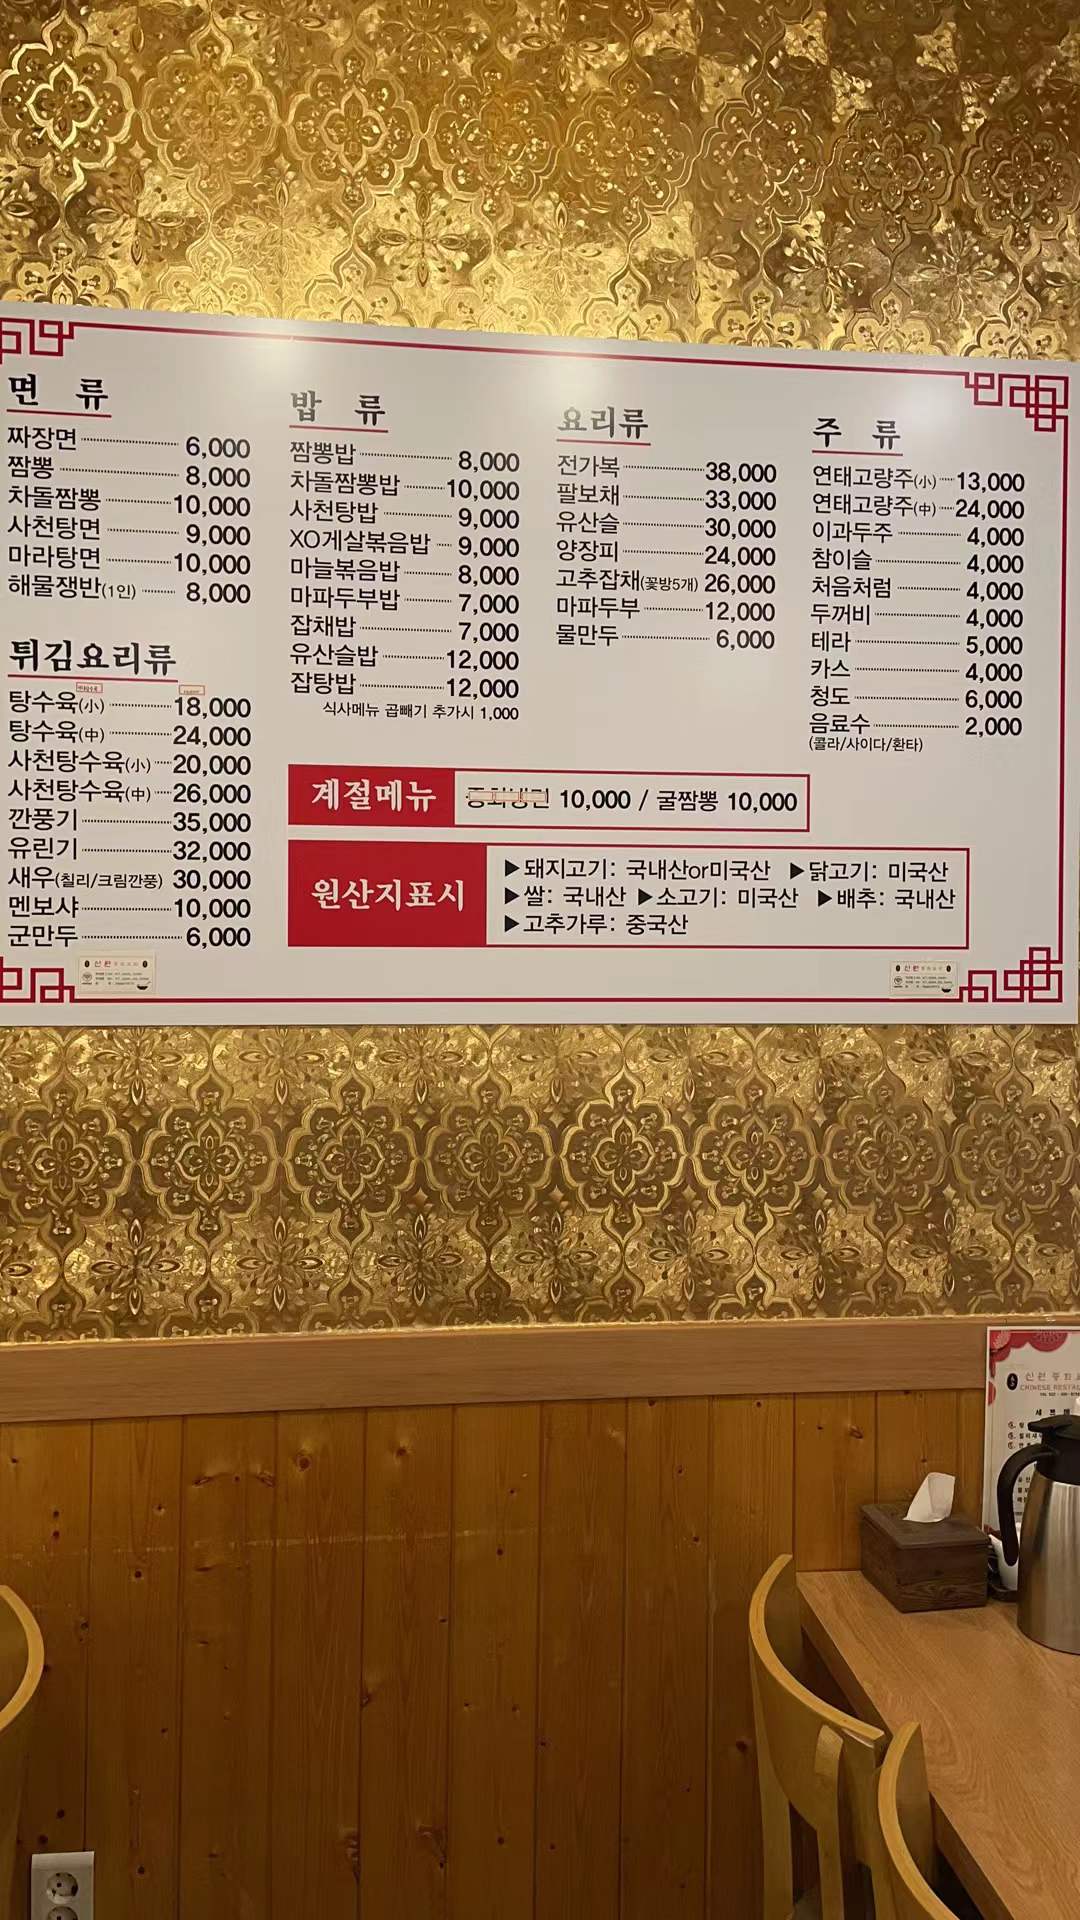 면 류
짜장면 6,000
짬뽕 8,000
차돌짬뽕 10,000
사천탕면 9,000
마라탕면 10,000
해물쟁반(1인) 8,000
튀김요리류
탕수육(小) 18,000
탕수육(中) 24,000
사천탕수육(小) 20,000
사천탕수육(中) 26,000
깐풍기 35,000
유린기 32,000
새우(칠리/크림깐풍) 30,000
멘보샤 10,000
군만두 6,000
밥 류
짬뽕밥 8,000
차돌짬뽕밥 10,000
사천탕밥 9,000
XO게살볶음밥 9,000
마늘볶음밥 8,000
마파두부밥 7,000
잡채밥 7,000
유산슬밥 12,000
잡탕밥 12,000
식사메뉴 곱빼기 추가시 1,000
요리류
전가복 38,000
팔보채 33,000
유산슬 30,000
양장피 24,000
고추잡채(꽃방5개) 26,000
마파두부 12,000
물만두 6,000
주 류
연태고량주(小) 13,000
연태고량주(中) 24,000
이과두주 4,000
참이슬 4,000
처음처럼 4,000
두꺼비 4,000
테라 5,000
카스 4,000
청도 6,000
음료수 2,000
(콜라/사이다/환타)
계절메뉴 10,000 / 굴짬뽕 10,000
원산지표시
▶돼지고기: 국내산or미국산 ▶닭고기: 미국산
▶쌀: 국내산 ▶소고기: 미국산 ▶배추: 국내산
▶고추가루: 중국산
CHINESE